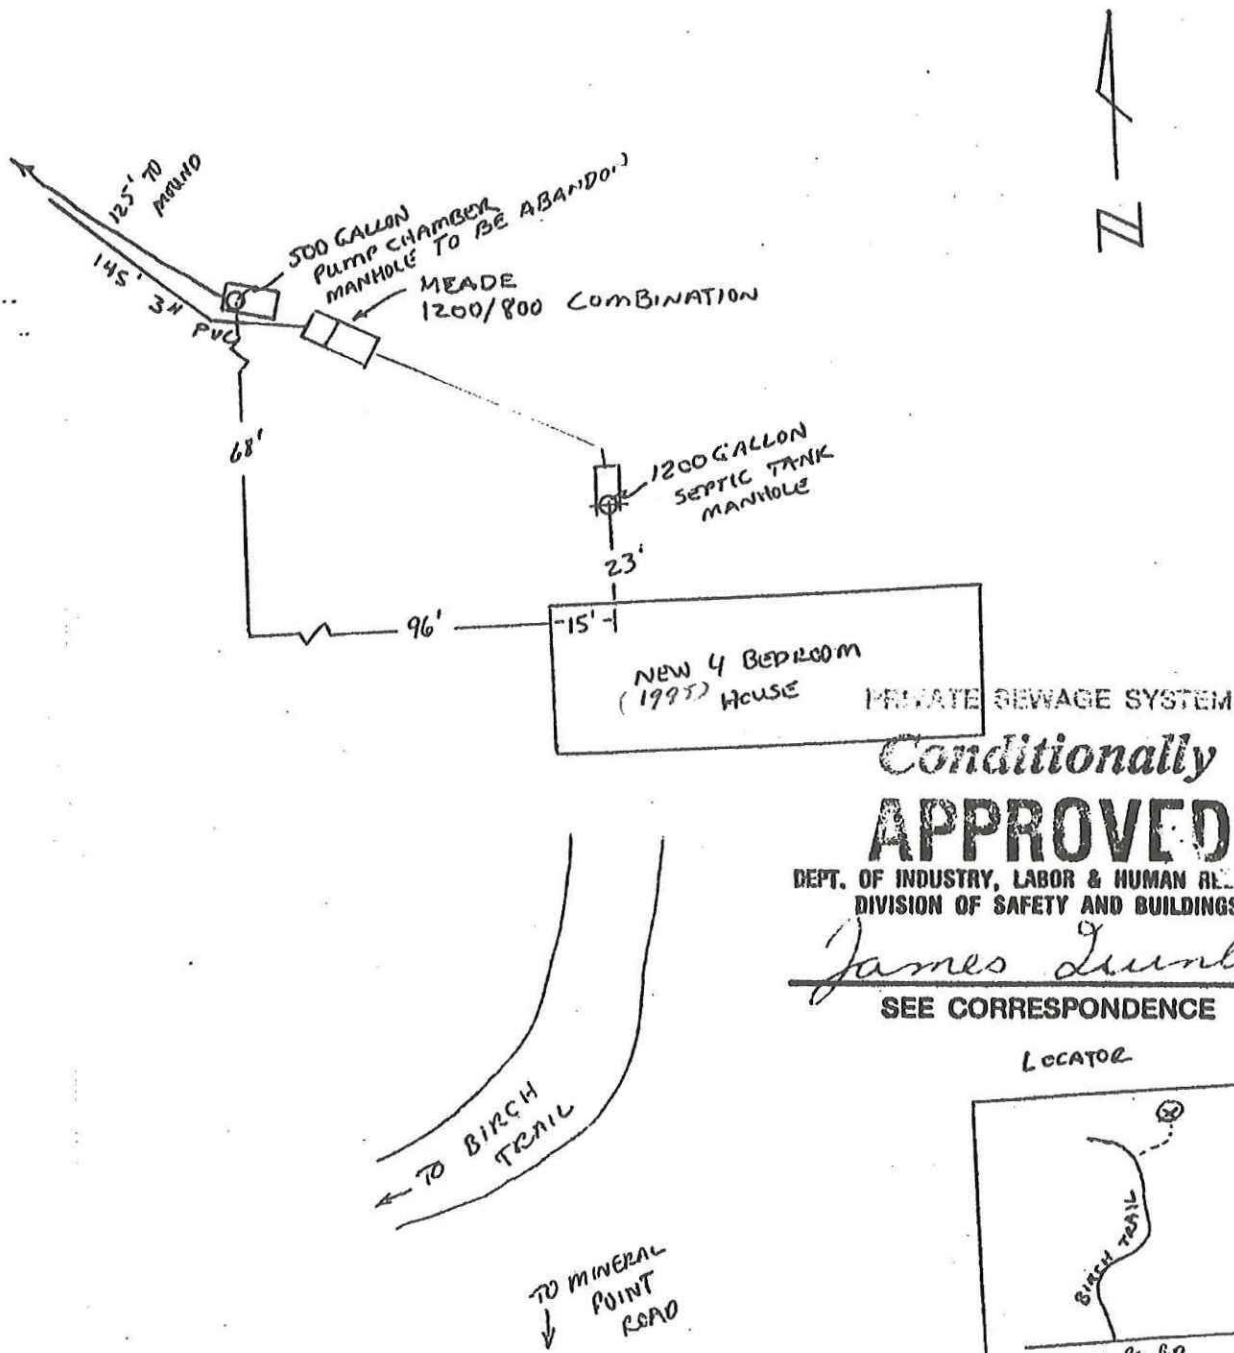 N
125' TO
MOUND
500 GALLON
PUMP CHAMBER
MANHOLE TO BE ABANDON
145' 3"
PVC
MEADE
1200/800 COMBINATION
68'
1200 GALLON
SEPTIC TANK
MANHOLE
23'
96'
15'
NEW 4 BEDROOM
HOUSE
PRIVATE SEWAGE SYSTEM
Conditionally
APPROVED
DEPT. OF INDUSTRY, LABOR & HUMAN
DIVISION OF SAFETY AND BUILDINGS
James
SEE CORRESPONDENCE
LOCATOR
TO BIRCH
TRAIL
BIRCH TRAIL
TO MINERAL
POINT
ROAD